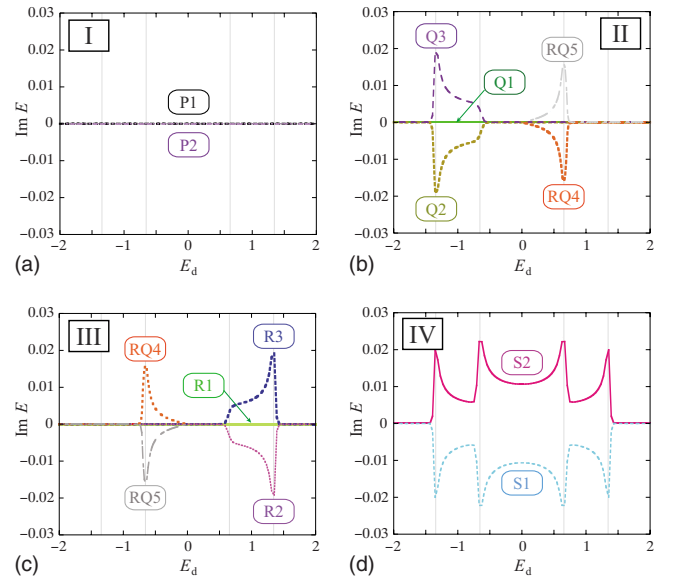 0.03
0.02
0.01
0
−0.01
−0.02
−0.03
Im E
I
P1
P2
−2 −1 0 1 2
(a) E_d
0.03
0.02
0.01
0
−0.01
−0.02
−0.03
Im E
Q3
RQ5
II
Q1
Q2
RQ4
−2 −1 0 1 2
(b) E_d
0.03
0.02
0.01
0
−0.01
−0.02
−0.03
Im E
III
RQ4
R3
R1
RQ5
R2
−2 −1 0 1 2
(c) E_d
0.03
0.02
0.01
0
−0.01
−0.02
−0.03
Im E
IV
S2
S1
−2 −1 0 1 2
(d) E_d